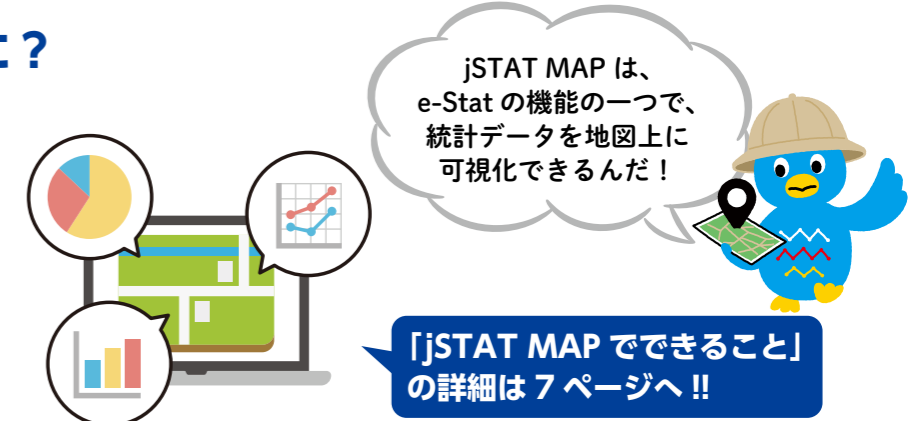 は？
jSTAT MAP は、
e-Stat の機能の一つで、
統計データを地図上に
可視化できるんだ！
「jSTAT MAP でできること」
の詳細は 7 ページへ !!